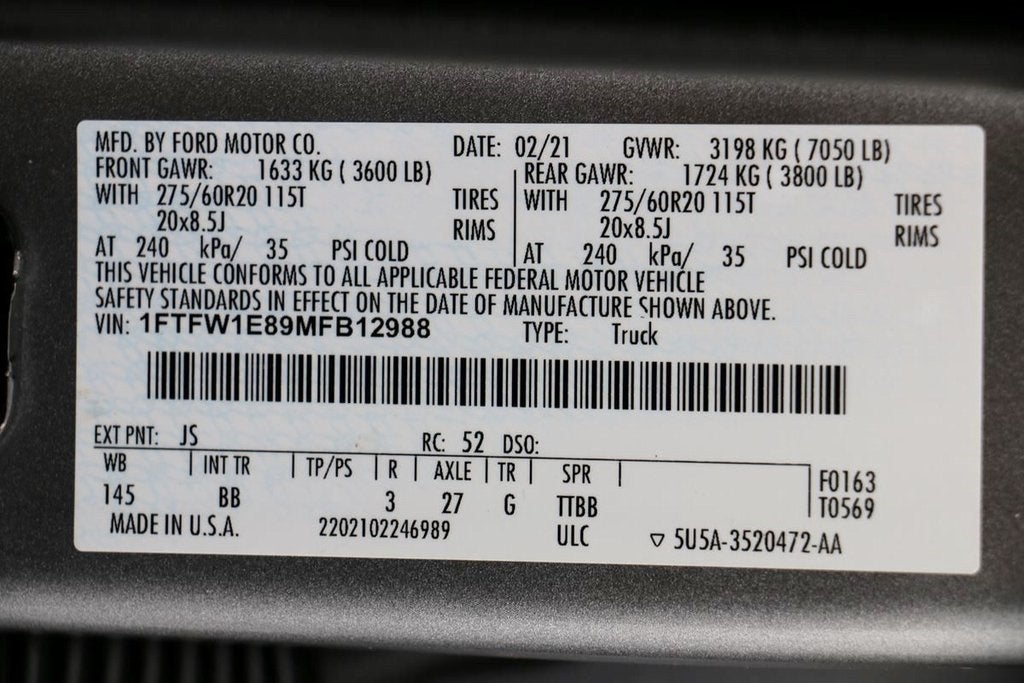 MFD. BY FORD MOTOR CO. DATE: 02/21 GVWR: 3198 KG ( 7050 LB)
FRONT GAWR: 1633 KG ( 3600 LB) REAR GAWR: 1724 KG ( 3800 LB)
WITH 275/60R20 115T TIRES WITH 275/60R20 115T TIRES
20x8.5J RIMS 20x8.5J RIMS
AT 240 kPa/ 35 PSI COLD AT 240 kPa/ 35 PSI COLD
THIS VEHICLE CONFORMS TO ALL APPLICABLE FEDERAL MOTOR VEHICLE
SAFETY STANDARDS IN EFFECT ON THE DATE OF MANUFACTURE SHOWN ABOVE.
VIN: 1FTFW1E89MFB12988 TYPE: Truck
EXT PNT: JS RC: 52 DSO:
WB INT TR TP/PS R AXLE TR SPR F0163
145 BB 3 27 G TTBB T0569
MADE IN U.S.A. 2202102246989 ULC ▽ 5U5A-3520472-AA